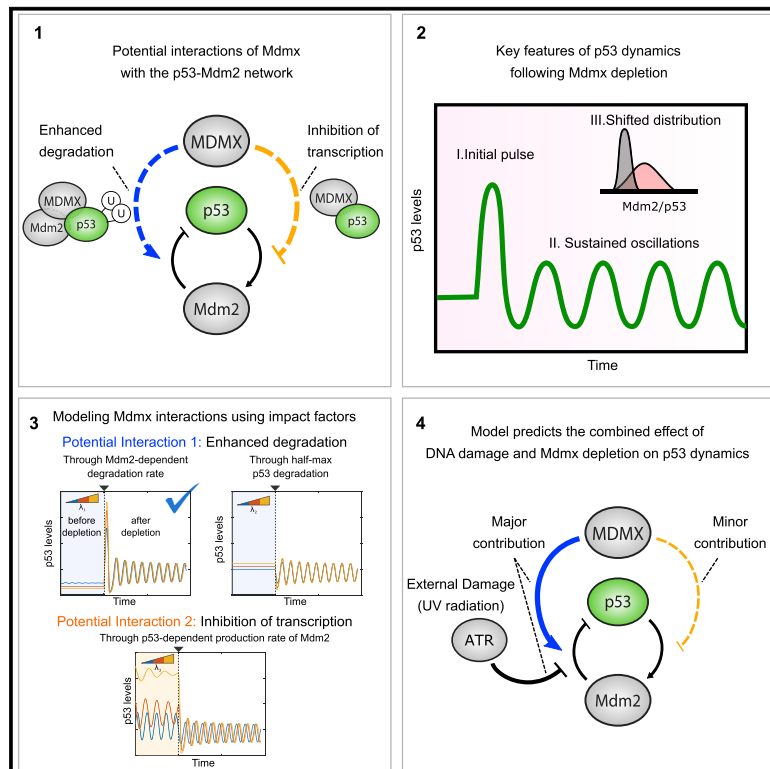 1
Potential interactions of Mdmx
with the p53-Mdm2 network
Enhanced
degradation
Inhibition of
transcription
MDMX
MDMX
Mdm2
p53
U
U
p53
MDMX
p53
Mdm2
2
Key features of p53 dynamics
following Mdmx depletion
III.Shifted distribution
I.Initial pulse
Mdm2/p53
II. Sustained oscillations
p53 levels
Time
3
Modeling Mdmx interactions using impact factors
Potential Interaction 1: Enhanced degradation
Through Mdm2-dependent
degradation rate
Through half-max
p53 degradation
λ₁
before
depletion
after
depletion
p53 levels
Time
λ₂
p53 levels
Time
Potential Interaction 2: Inhibition of transcription
Through p53-dependent production rate of Mdm2
λ₃
p53 levels
Time
4
Model predicts the combined effect of
DNA damage and Mdmx depletion on p53 dynamics
Major
contribution
MDMX
Minor
contribution
External Damage
(UV radiation)
p53
ATR
Mdm2